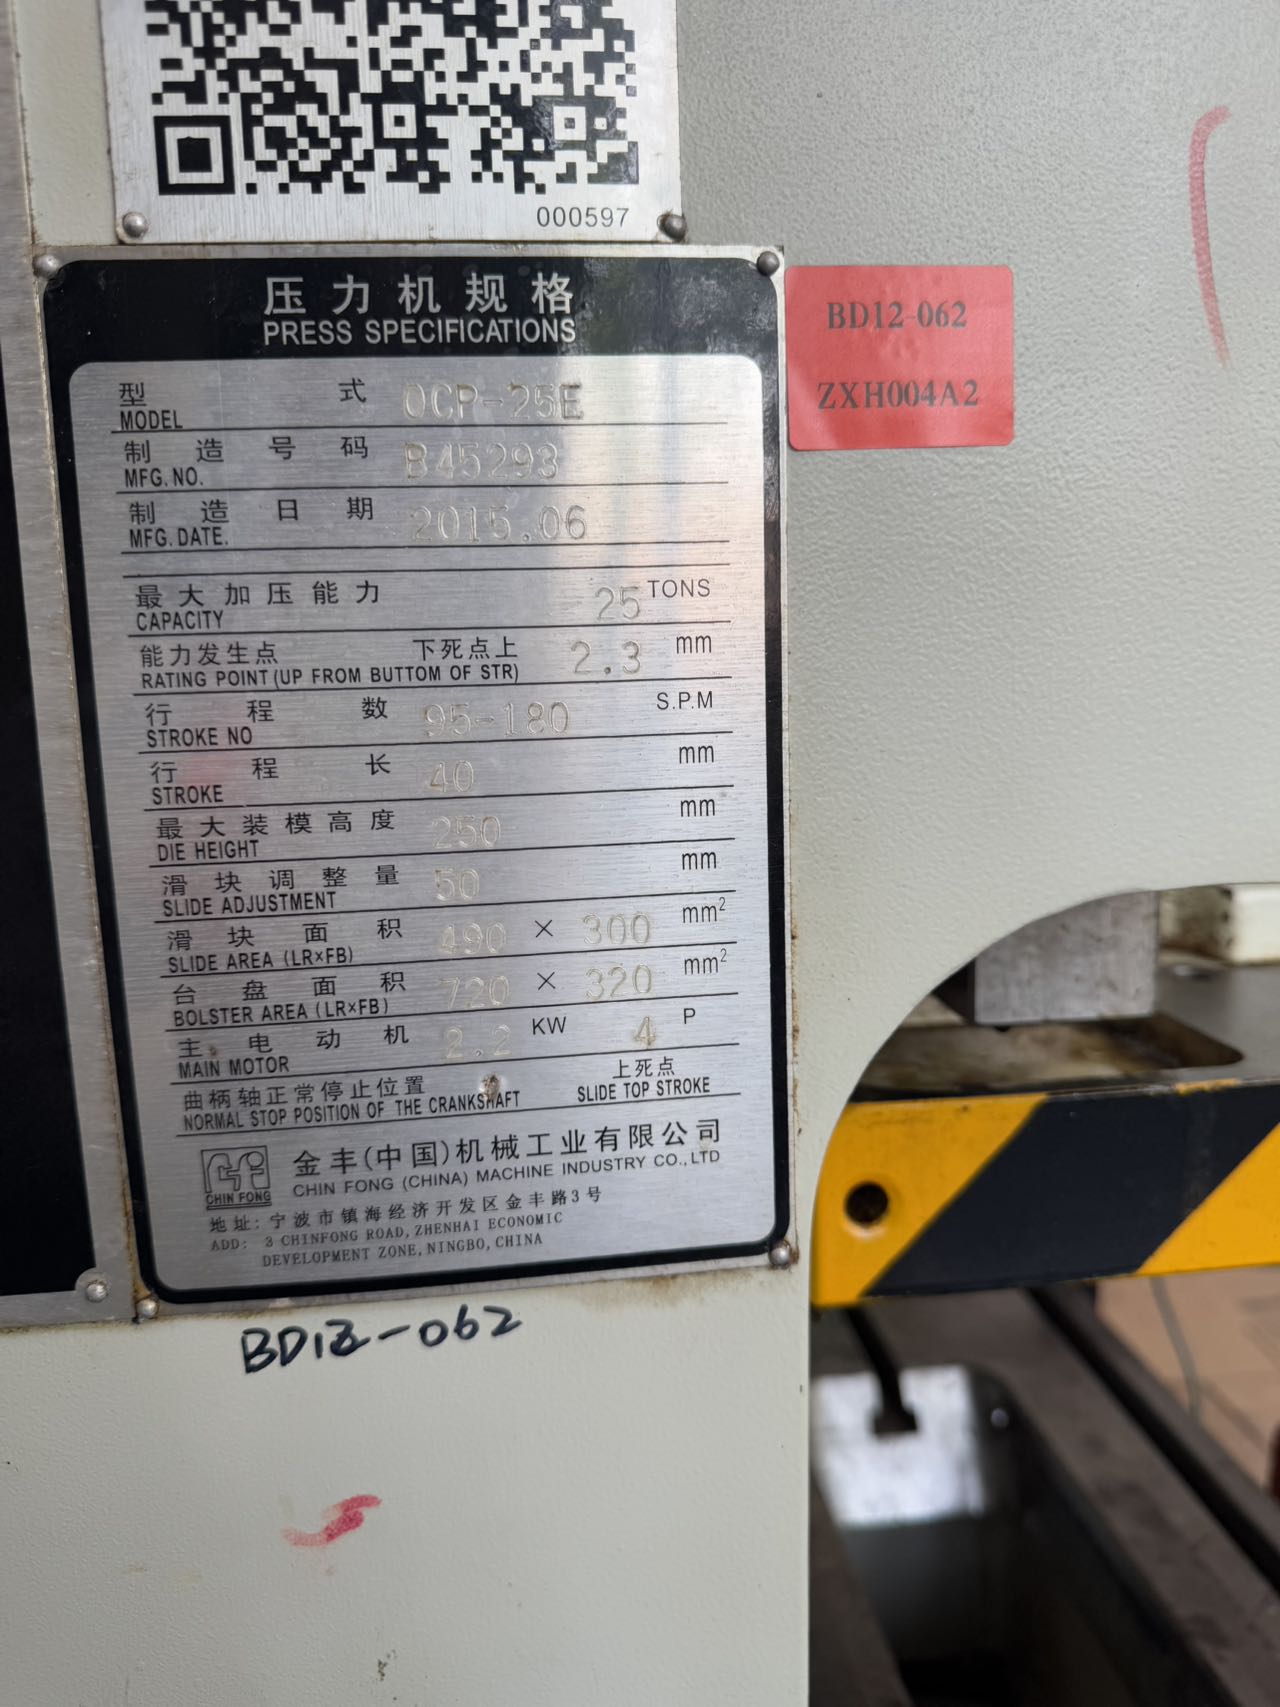 000597
压力机规格
PRESS SPECIFICATIONS
型式 OCP-25E
MODEL
制造号码 B45293
MFG.NO.
制造日期 2015.06
MFG.DATE.
最大加压能力 25 TONS
CAPACITY
能力发生点 下死点上 2.3 mm
RATING POINT(UP FROM BUTTOM OF STR)
行程数 95-180 S.P.M
STROKE NO
行程长 40 mm
STROKE
最大装模高度 250 mm
DIE HEIGHT
滑块调整量 50 mm
SLIDE ADJUSTMENT
滑块面积 490 × 300 mm²
SLIDE AREA (LR×FB)
台盘面积 720 × 320 mm²
BOLSTER AREA (LR×FB)
主电动机 2.2 KW 4 P
MAIN MOTOR
曲柄轴正常停止位置 上死点
NORMAL STOP POSITION OF THE CRANKSHAFT SLIDE TOP STROKE
金丰(中国)机械工业有限公司
CHIN FONG (CHINA) MACHINE INDUSTRY CO.,LTD
CHIN FONG
地址: 宁波市镇海经济开发区金丰路3号
ADD: 3 CHINFONG ROAD, ZHENHAI ECONOMIC
DEVELOPMENT ZONE, NINGBO, CHINA
BD12-062
ZXH004A2
BD12-062